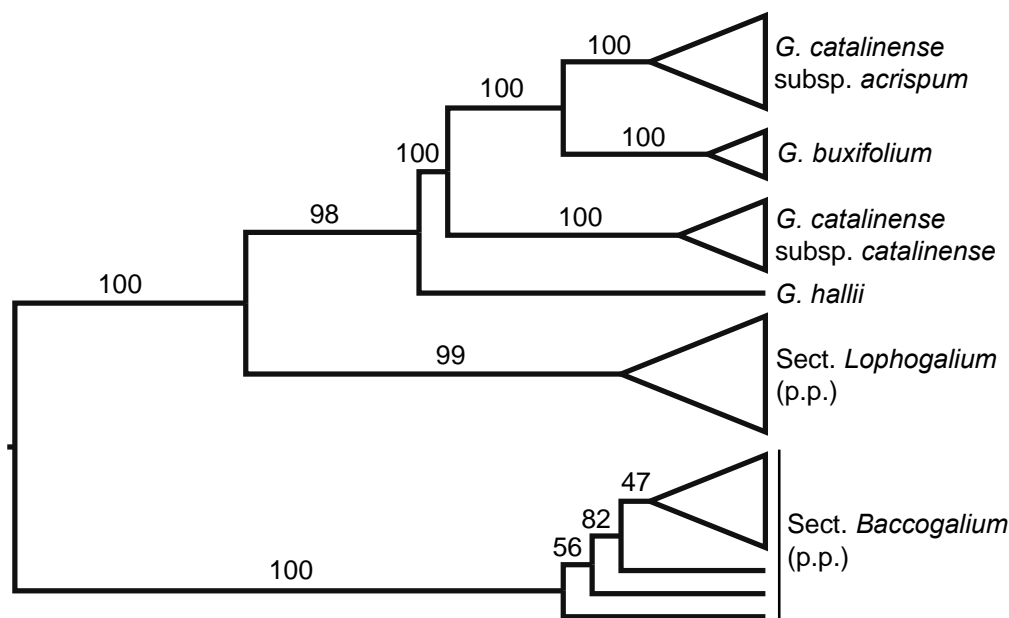 100
G. catalinense
subsp. acrispum
100
100
G. buxifolium
100
G. catalinense
subsp. catalinense
100
98
G. hallii
100
99
Sect. Lophogalium
(p.p.)
47
82
56
Sect. Baccogalium
(p.p.)
100